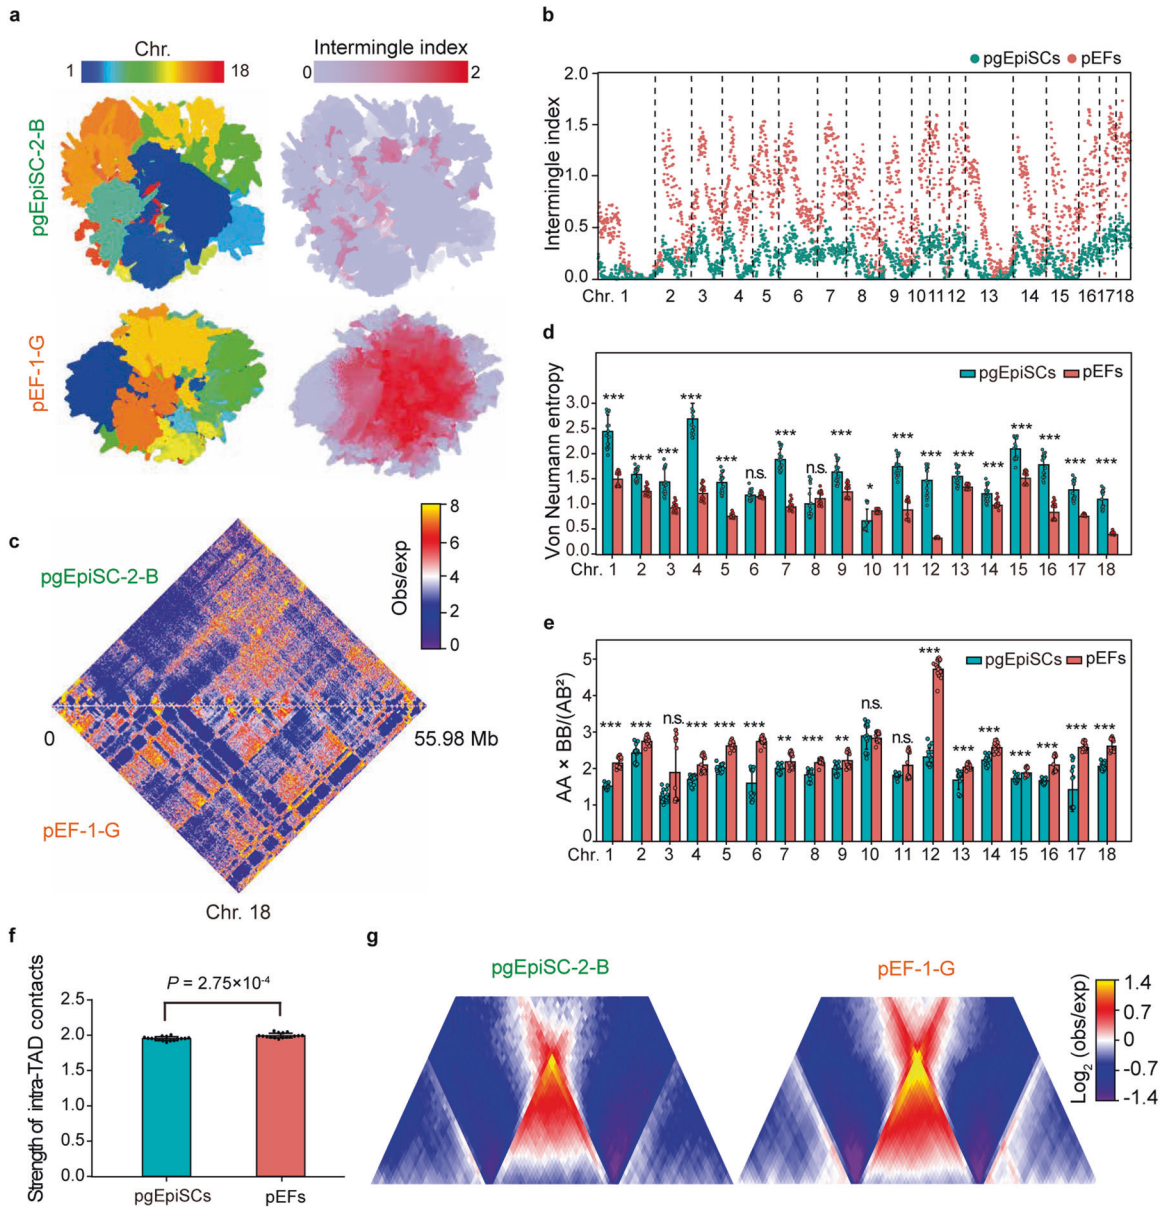 a
Chr.
1
18
Intermingle index
0
2
pgEpiSC-2-B
pEF-1-G
b
pgEpiSCs
pEFs
Intermingle index
2.0
1.5
1.0
0.5
0.0
Chr. 1 2 3 4 5 6 7 8 9 10 11 12 13 14 15 16 17 18
c
pgEpiSC-2-B
Obs/exp
8
6
4
2
0
0
55.98 Mb
pEF-1-G
Chr. 18
d
pgEpiSCs
pEFs
Von Neumann entropy
3.0
2.5
2.0
1.5
1.0
0.5
0.0
*** *** *** *** *** n.s. *** n.s. *** * *** *** *** *** *** *** *** ***
Chr. 1 2 3 4 5 6 7 8 9 10 11 12 13 14 15 16 17 18
e
pgEpiSCs
pEFs
AA × BB/(AB²)
5
4
3
2
1
0
*** *** n.s. *** *** *** ** *** ** n.s. n.s. *** *** *** *** *** *** ***
Chr. 1 2 3 4 5 6 7 8 9 10 11 12 13 14 15 16 17 18
f
P = 2.75×10⁻⁴
Strength of intra-TAD contacts
2.5
2.0
1.5
1.0
0.5
0.0
pgEpiSCs
pEFs
g
pgEpiSC-2-B
pEF-1-G
Log₂ (obs/exp)
1.4
0.7
0
-0.7
-1.4